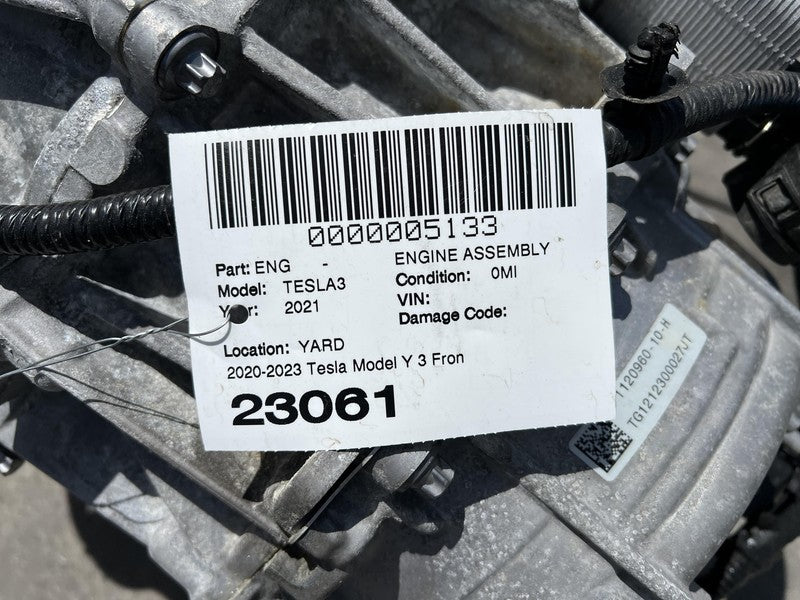 0000005133
Part: ENG - ENGINE ASSEMBLY
Model: TESLA3 Condition: 0MI
Year: 2021 VIN:
Damage Code:
Location: YARD
2020-2023 Tesla Model Y 3 Fron
23061
1120960-10-H
TG1212300027JT